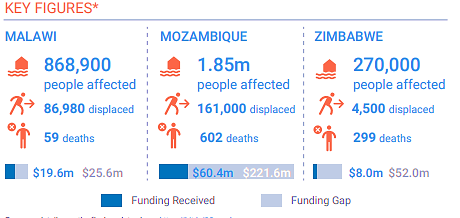 KEY FIGURES*
MALAWI
868,900
people affected
86,980 displaced
59 deaths
$19.6m $25.6m
MOZAMBIQUE
1.85m
people affected
161,000 displaced
602 deaths
$60.4m $221.6m
ZIMBABWE
270,000
people affected
4,500 displaced
299 deaths
$8.0m $52.0m
Funding Received
Funding Gap